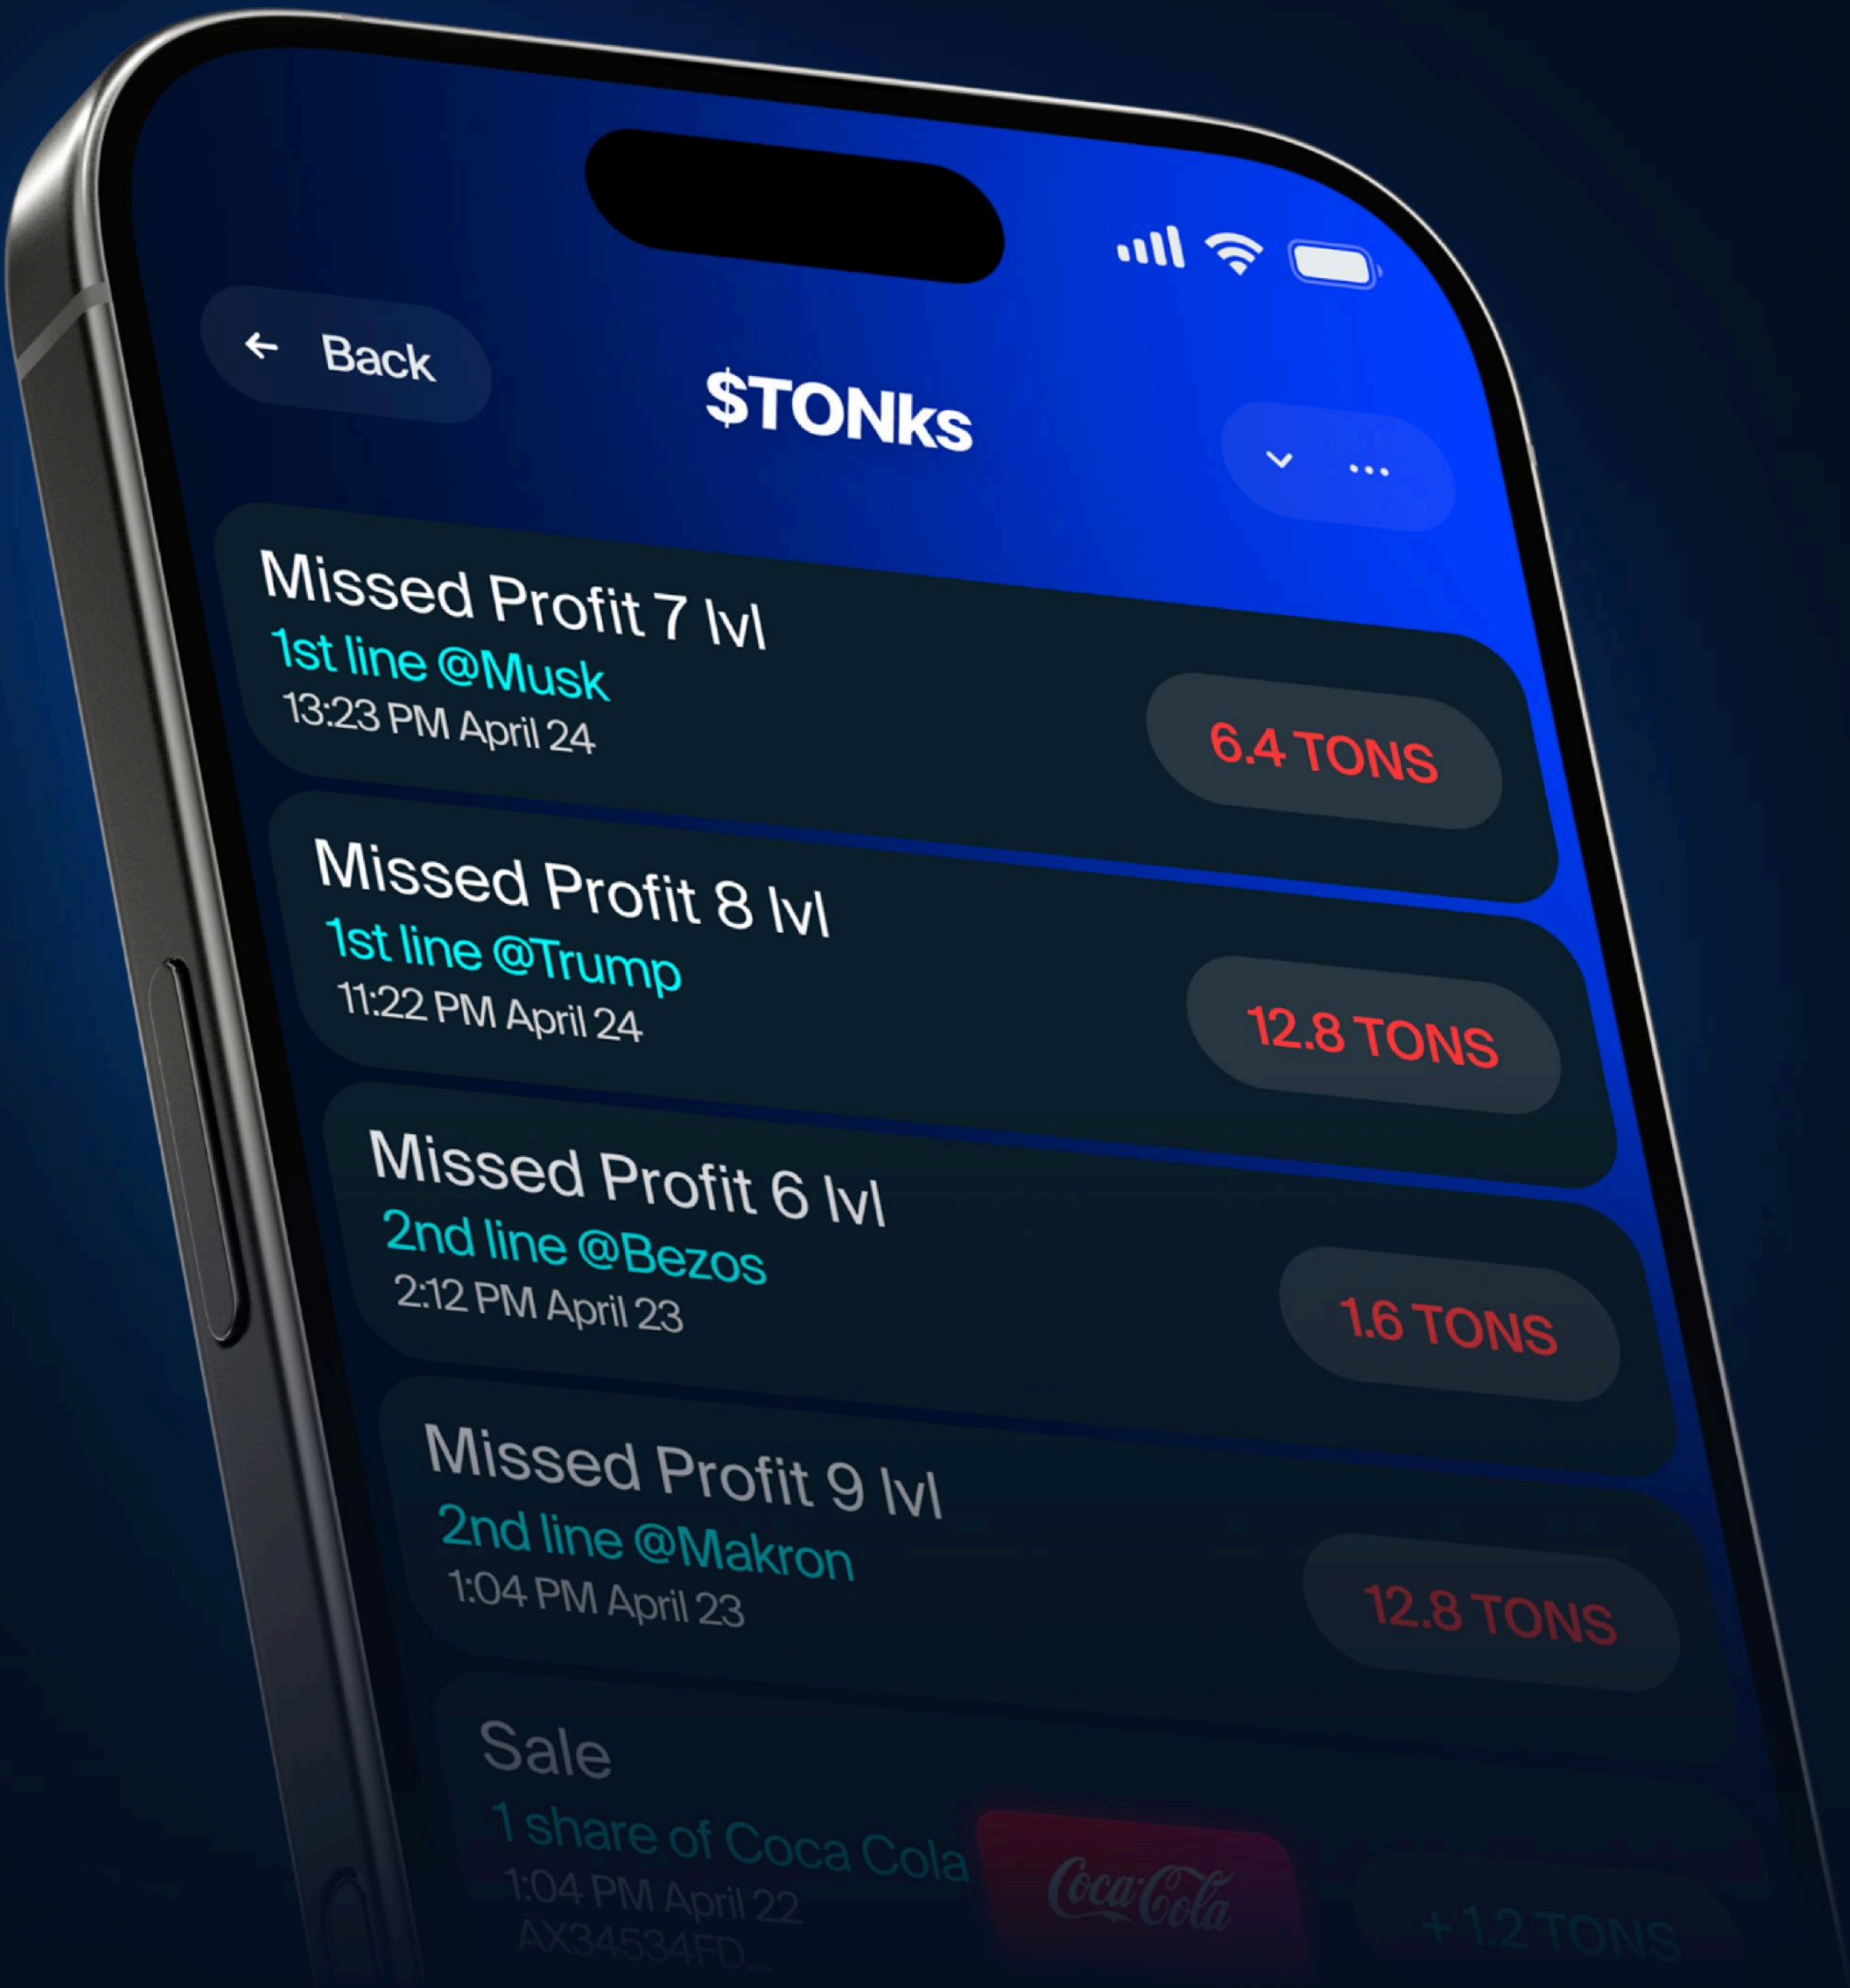 ← Back
$TONks
Missed Profit 7 lvl
1st line @Musk
13:23 PM April 24
6.4 TONS
Missed Profit 8 lvl
1st line @Trump
11:22 PM April 24
12.8 TONS
Missed Profit 6 lvl
2nd line @Bezos
2:12 PM April 23
1.6 TONS
Missed Profit 9 lvl
2nd line @Makron
1:04 PM April 23
12.8 TONS
Sale
1 share of Coca Cola
1:04 PM April 22
AX34534FD...
Coca-Cola
+1.2 TONS